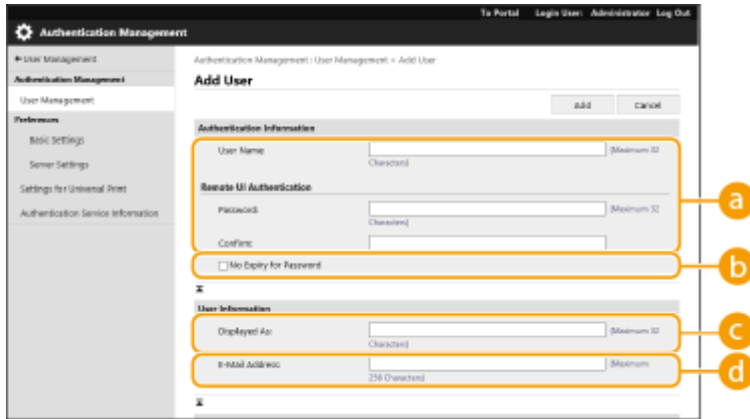 To Portal Login User: Administrator Log Out
Authentication Management
User Management
Authentication Management : User Management > Add User
Authentication Management
Add User
User Management
Add Cancel
Preferences
Authentication Information
Basic Settings
User Name: [Maximum 32
Characters]
Server Settings
Remote UI Authentication
Settings for Universal Print
Password: [Maximum 32
Characters]
Authentication Service Information
Confirm:
No Expiry for Password
User Information
Displayed As: [Maximum 32
Characters]
E-Mail Address: [Maximum
256 Characters]
a
b
c
d